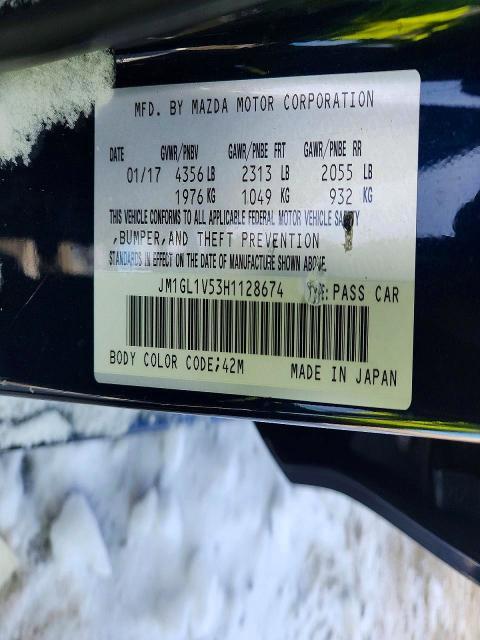 MFD. BY MAZDA MOTOR CORPORATION
DATE GVWR/PNBV GAWR/PNBE FRT GAWR/PNBE RR
01/17 4356 LB 2313 LB 2055 LB
1976 KG 1049 KG 932 KG
THIS VEHICLE CONFORMS TO ALL APPLICABLE FEDERAL MOTOR VEHICLE SAFETY
,BUMPER,AND THEFT PREVENTION
STANDARDS IN EFFECT ON THE DATE OF MANUFACTURE SHOWN ABOVE.
JM1GL1V53H1128674 TYPE:PASS CAR
BODY COLOR CODE;42M MADE IN JAPAN